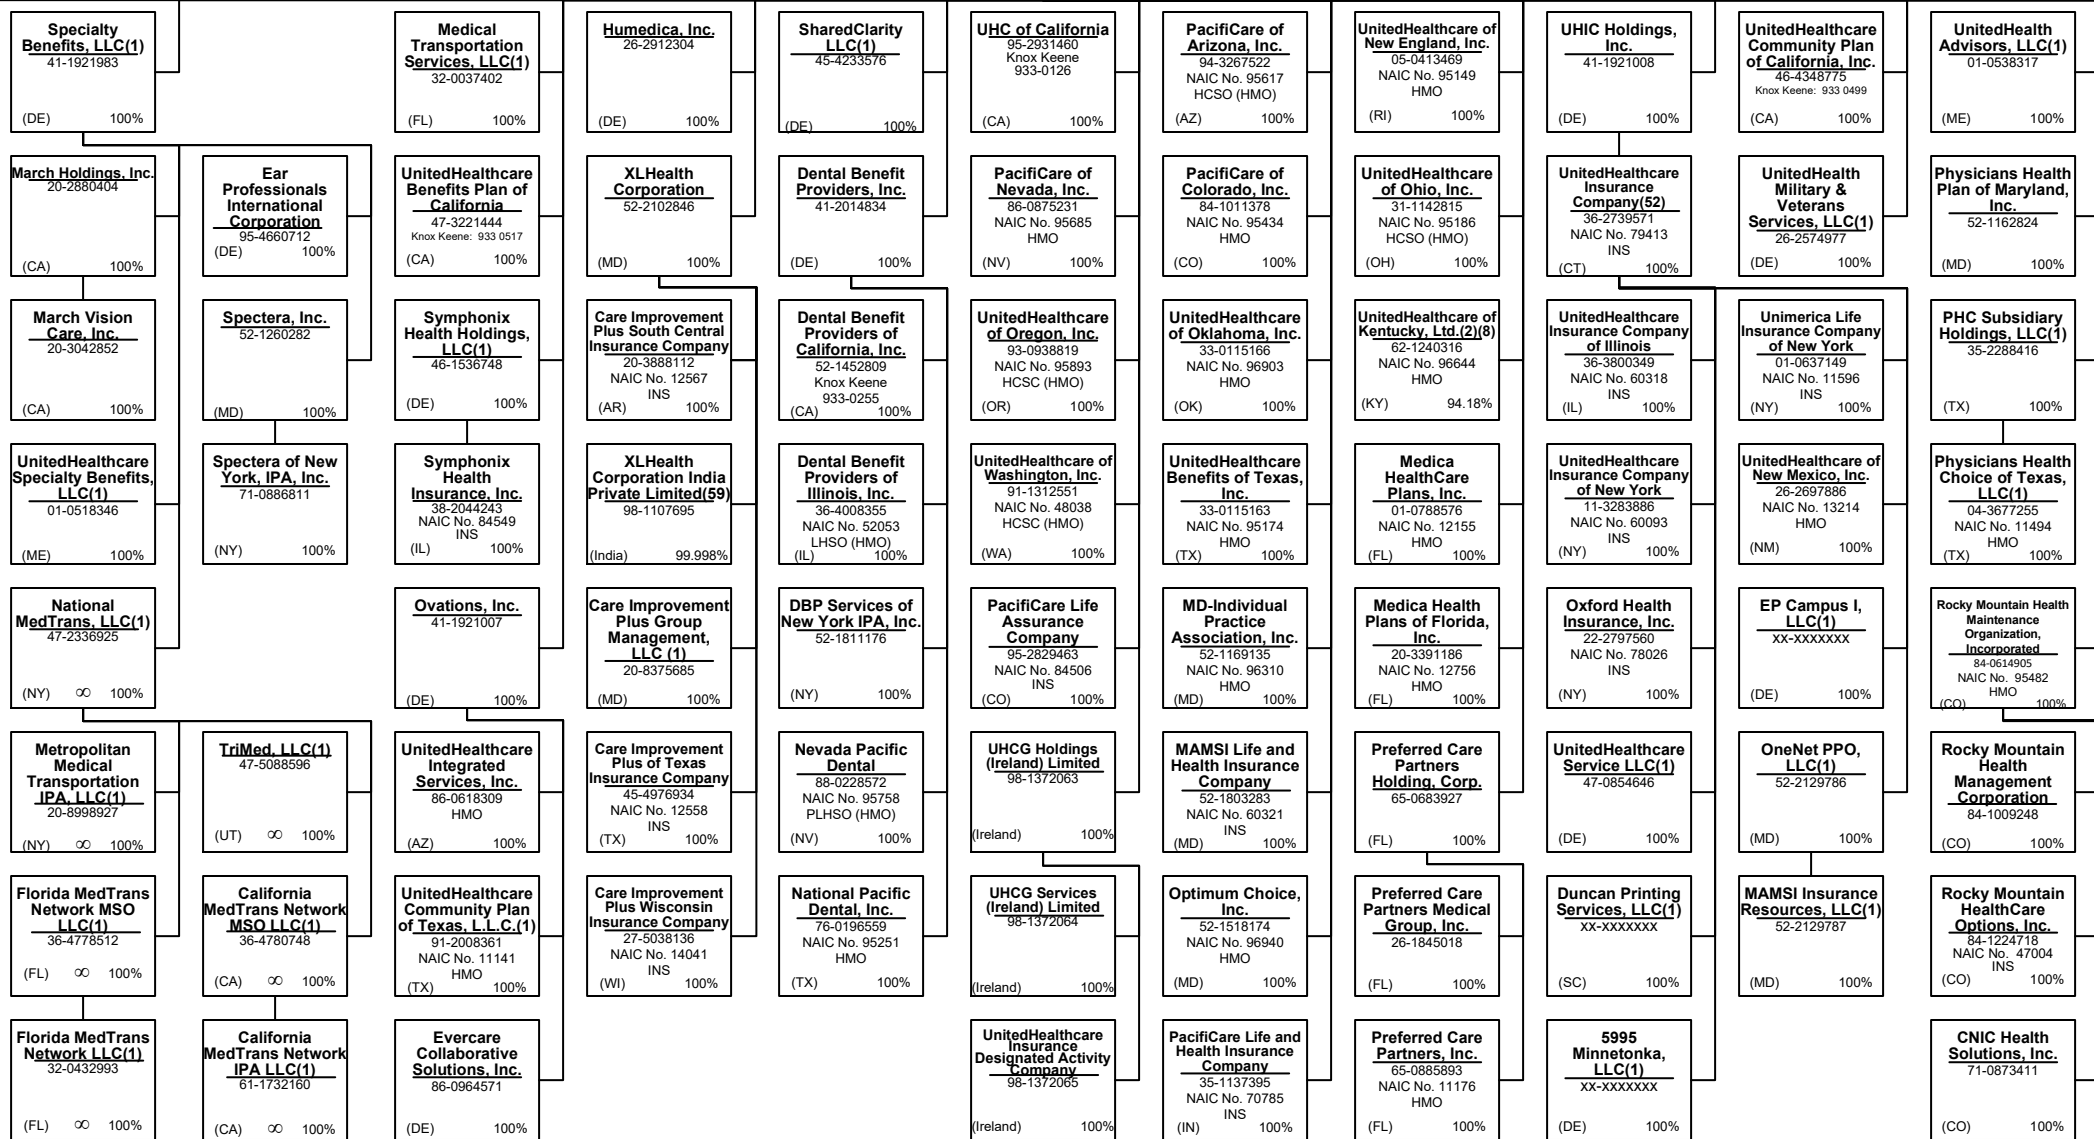 Specialty
Benefits, LLC(1)
41-1921983
(DE) 100%
Medical
Transportation
Services, LLC(1)
32-0037402
(FL) 100%
Humedica, Inc.
26-2912304
(DE) 100%
SharedClarity
LLC(1)
45-4233576
(DE) 100%
UHC of California
95-2931460
Knox Keene
933-0126
(CA) 100%
PacifiCare of
Arizona, Inc.
94-3267522
NAIC No. 95617
HCSO (HMO)
(AZ) 100%
UnitedHealthcare of
New England, Inc.
05-0413469
NAIC No. 95149
HMO
(RI) 100%
UHIC Holdings,
Inc.
41-1921008
(DE) 100%
UnitedHealthcare
Community Plan
of California, Inc.
46-4348775
Knox Keene: 933 0499
(CA) 100%
UnitedHealth
Advisors, LLC(1)
01-0538317
(ME) 100%
March Holdings, Inc.
20-2880404
(CA) 100%
Ear
Professionals
International
Corporation
95-4660712
(DE) 100%
UnitedHealthcare
Benefits Plan of
California
47-3221444
Knox Keene: 933 0517
(CA) 100%
XLHealth
Corporation
52-2102846
(MD) 100%
Dental Benefit
Providers, Inc.
41-2014834
(DE) 100%
PacifiCare of
Nevada, Inc.
86-0875231
NAIC No. 95685
HMO
(NV) 100%
PacifiCare of
Colorado, Inc.
84-1011378
NAIC No. 95434
HMO
(CO) 100%
UnitedHealthcare
of Ohio, Inc.
31-1142815
NAIC No. 95186
HCSO (HMO)
(OH) 100%
UnitedHealthcare
Insurance
Company(52)
36-2739571
NAIC No. 79413
INS
(CT) 100%
UnitedHealth
Military &
Veterans
Services, LLC(1)
26-2574977
(DE) 100%
Physicians Health
Plan of Maryland,
Inc.
52-1162824
(MD) 100%
March Vision
Care, Inc.
20-3042852
(CA) 100%
Spectera, Inc.
52-1260282
(MD) 100%
Symphonix
Health Holdings,
LLC(1)
46-1536748
(DE) 100%
Care Improvement
Plus South Central
Insurance Company
20-3888112
NAIC No. 12567
INS
(AR) 100%
Dental Benefit
Providers of
California, Inc.
52-1452809
Knox Keene
933-0255
(CA) 100%
UnitedHealthcare
of Oregon, Inc.
93-0938819
NAIC No. 95893
HCSC (HMO)
(OR) 100%
UnitedHealthcare
of Oklahoma, Inc.
33-0115166
NAIC No. 96903
HMO
(OK) 100%
UnitedHealthcare of
Kentucky, Ltd.(2)(8)
62-1240316
NAIC No. 96644
HMO
(KY) 94.18%
UnitedHealthcare
Insurance Company
of Illinois
36-3800349
NAIC No. 60318
INS
(IL) 100%
Unimerica Life
Insurance Company
of New York
01-0637149
NAIC No. 11596
INS
(NY) 100%
PHC Subsidiary
Holdings, LLC(1)
35-2288416
(TX) 100%
UnitedHealthcare
Specialty Benefits,
LLC(1)
01-0518346
(ME) 100%
Spectera of New
York, IPA, Inc.
71-0886811
(NY) 100%
Symphonix
Health
Insurance, Inc.
38-2044243
NAIC No. 84549
INS
(IL) 100%
XLHealth
Corporation India
Private Limited(59)
98-1107695
(India) 99.998%
Dental Benefit
Providers of
Illinois, Inc.
36-4008355
NAIC No. 52053
LHSO (HMO)
(IL) 100%
UnitedHealthcare of
Washington, Inc.
91-1312551
NAIC No. 48038
HCSC (HMO)
(WA) 100%
UnitedHealthcare
Benefits of Texas,
Inc.
33-0115163
NAIC No. 95174
HMO
(TX) 100%
Medica
HealthCare
Plans, Inc.
01-0788576
NAIC No. 12155
HMO
(FL) 100%
UnitedHealthcare
Insurance Company
of New York
11-3283886
NAIC No. 60093
INS
(NY) 100%
UnitedHealthcare of
New Mexico, Inc.
26-2697886
NAIC No. 13214
HMO
(NM) 100%
Physicians Health
Choice of Texas,
LLC(1)
04-3677255
NAIC No. 11494
HMO
(TX) 100%
National
MedTrans, LLC(1)
47-2336925
(NY) ∞ 100%
Ovations, Inc.
41-1921007
(DE) 100%
Care Improvement
Plus Group
Management,
LLC (1)
20-8375685
(MD) 100%
DBP Services of
New York IPA, Inc.
52-1811176
(NY) 100%
PacifiCare Life
Assurance
Company
95-2829463
NAIC No. 84506
INS
(CO) 100%
MD-Individual
Practice
Association, Inc.
52-1169135
NAIC No. 96310
HMO
(MD) 100%
Medica Health
Plans of Florida,
Inc.
20-3391186
NAIC No. 12756
HMO
(FL) 100%
Oxford Health
Insurance, Inc.
22-2797560
NAIC No. 78026
INS
(NY) 100%
EP Campus I,
LLC(1)
xx-xxxxxxx
(DE) 100%
Rocky Mountain Health
Maintenance
Organization,
Incorporated
84-0614905
NAIC No. 95482
HMO
(CO) 100%
Metropolitan
Medical
Transportation
IPA, LLC(1)
20-8998927
(NY) ∞ 100%
TriMed, LLC(1)
47-5088596
(UT) ∞ 100%
UnitedHealthcare
Integrated
Services, Inc.
86-0618309
HMO
(AZ) 100%
Care Improvement
Plus of Texas
Insurance Company
45-4976934
NAIC No. 12558
INS
(TX) 100%
Nevada Pacific
Dental
88-0228572
NAIC No. 95758
PLHSO (HMO)
(NV) 100%
UHCG Holdings
(Ireland) Limited
98-1372063
(Ireland) 100%
MAMSI Life and
Health Insurance
Company
52-1803283
NAIC No. 60321
INS
(MD) 100%
Preferred Care
Partners
Holding, Corp.
65-0683927
(FL) 100%
UnitedHealthcare
Service LLC(1)
47-0854646
(DE) 100%
OneNet PPO,
LLC(1)
52-2129786
(MD) 100%
Rocky Mountain
Health
Management
Corporation
84-1009248
(CO) 100%
Florida MedTrans
Network MSO
LLC(1)
36-4778512
(FL) ∞ 100%
California
MedTrans Network
MSO LLC(1)
36-4780748
(CA) ∞ 100%
UnitedHealthcare
Community Plan
of Texas, L.L.C.(1)
91-2008361
NAIC No. 11141
HMO
(TX) 100%
Care Improvement
Plus Wisconsin
Insurance Company
27-5038136
NAIC No. 14041
INS
(WI) 100%
National Pacific
Dental, Inc.
76-0196559
NAIC No. 95251
HMO
(TX) 100%
UHCG Services
(Ireland) Limited
98-1372064
(Ireland) 100%
Optimum Choice,
Inc.
52-1518174
NAIC No. 96940
HMO
(MD) 100%
Preferred Care
Partners Medical
Group, Inc.
26-1845018
(FL) 100%
Duncan Printing
Services, LLC(1)
xx-xxxxxxx
(SC) 100%
MAMSI Insurance
Resources, LLC(1)
52-2129787
(MD) 100%
Rocky Mountain
HealthCare
Options, Inc.
84-1224718
NAIC No. 47004
INS
(CO) 100%
Florida MedTrans
Network LLC(1)
32-0432993
(FL) ∞ 100%
California
MedTrans Network
IPA LLC(1)
61-1732160
(CA) ∞ 100%
Evercare
Collaborative
Solutions, Inc.
86-0964571
(DE) 100%
UnitedHealthcare
Insurance
Designated Activity
Company
98-1372065
(Ireland) 100%
PacifiCare Life and
Health Insurance
Company
35-1137395
NAIC No. 70785
INS
(IN) 100%
Preferred Care
Partners, Inc.
65-0885893
NAIC No. 11176
HMO
(FL) 100%
5995
Minnetonka,
LLC(1)
xx-xxxxxxx
(DE) 100%
CNIC Health
Solutions, Inc.
71-0873411
(CO) 100%